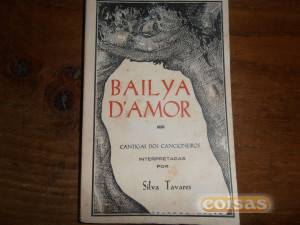 BAILYA
D'AMOR
CANTIGAS DOS CANCIONEIROS
INTERPRETADAS
POR
Silva Tavares
coisas